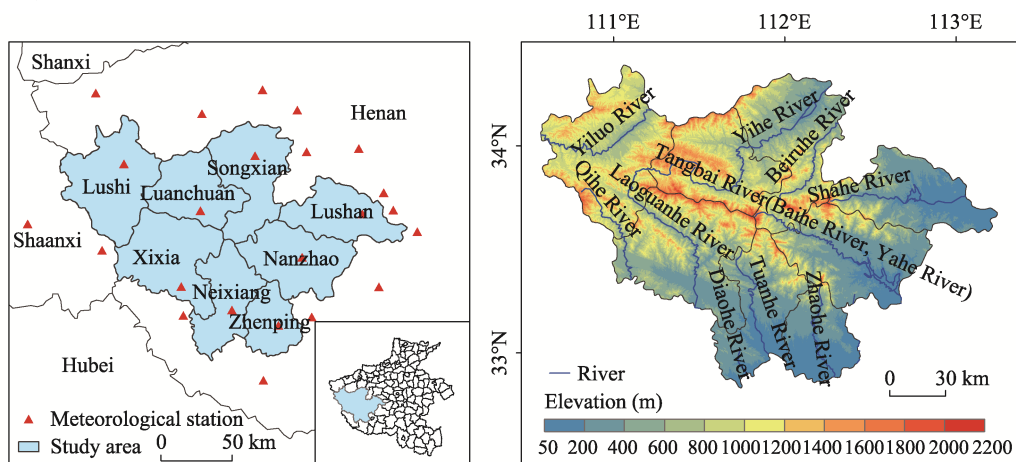 Shanxi
Henan
Songxian
Lushi
Luanchuan
Lushan
Shaanxi
Xixia
Nanzhao
Neixiang
Zhenping
Hubei
Meteorological station
Study area
0 50 km
111°E 112°E 113°E
34°N
33°N
Yiluo River
Yihe River
Beiruhe River
Tangbai River(Baihe River, Yahe River)
Shahe River
Qihe River
Laoguanhe River
Diaohe River
Tuanhe River
Zhaohe River
River
0 30 km
Elevation (m)
50 200 400 600 800 1000 1200 1400 1600 1800 2000 2200